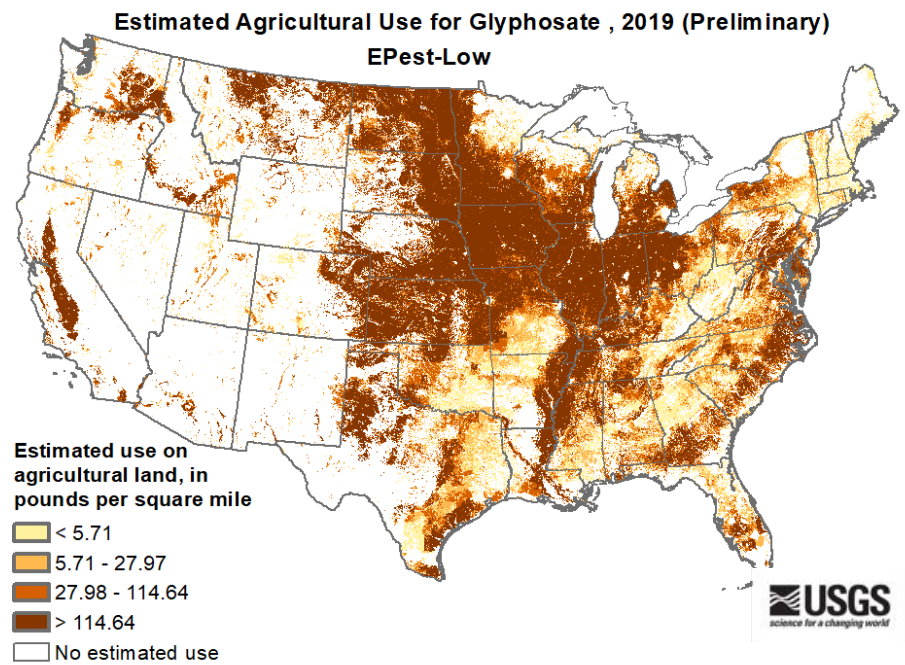 Estimated Agricultural Use for Glyphosate , 2019 (Preliminary)
EPest-Low
Estimated use on
agricultural land, in
pounds per square mile
< 5.71
5.71 - 27.97
27.98 - 114.64
> 114.64
No estimated use
USGS
science for a changing world